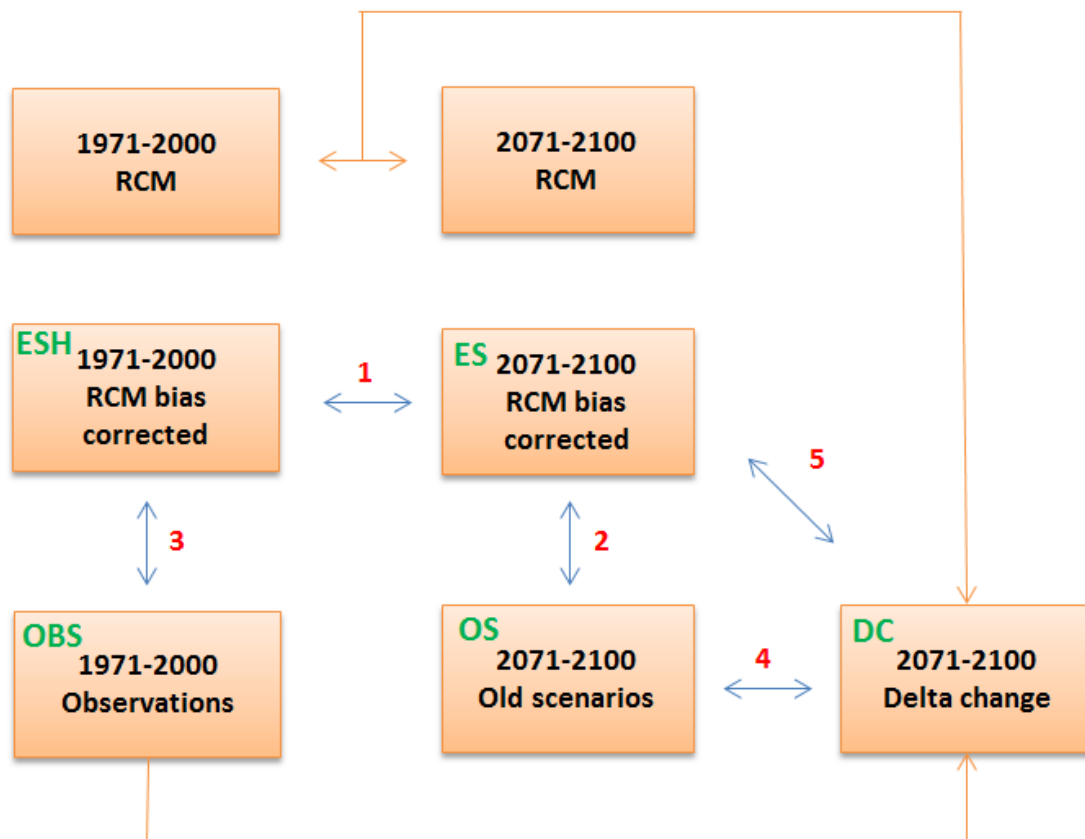 1971-2000
RCM
2071-2100
RCM
ESH
1971-2000
RCM bias
corrected
1
ES
2071-2100
RCM bias
corrected
5
3
2
OBS
1971-2000
Observations
OS
2071-2100
Old scenarios
4
DC
2071-2100
Delta change